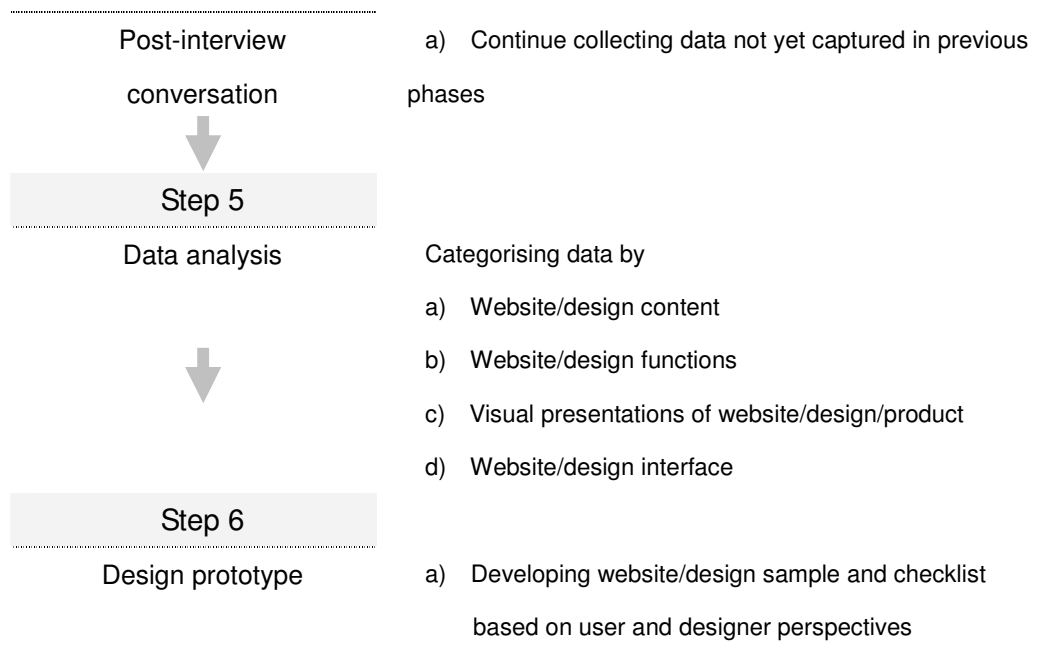 Post-interview a) Continue collecting data not yet captured in previous
conversation phases
Step 5
Data analysis Categorising data by
a) Website/design content
b) Website/design functions
c) Visual presentations of website/design/product
d) Website/design interface
Step 6
Design prototype a) Developing website/design sample and checklist
based on user and designer perspectives